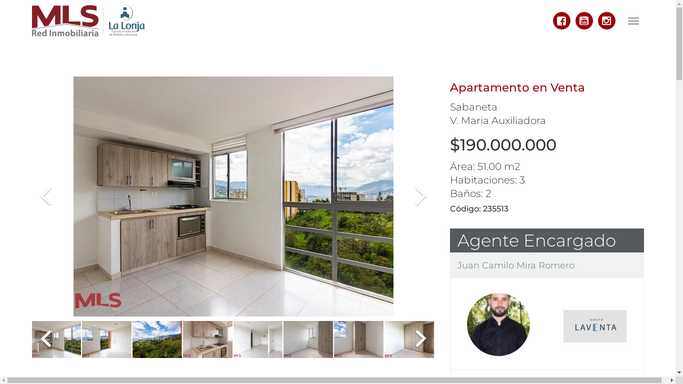 MLS
Red Inmobiliaria
La Lonja
Apartamento en Venta
Sabaneta
V. Maria Auxiliadora
$190.000.000
Área: 51.00 m2
Habitaciones: 3
Baños: 2
Código: 235513
MLS
Agente Encargado
Juan Camilo Mira Romero
LAVENTA